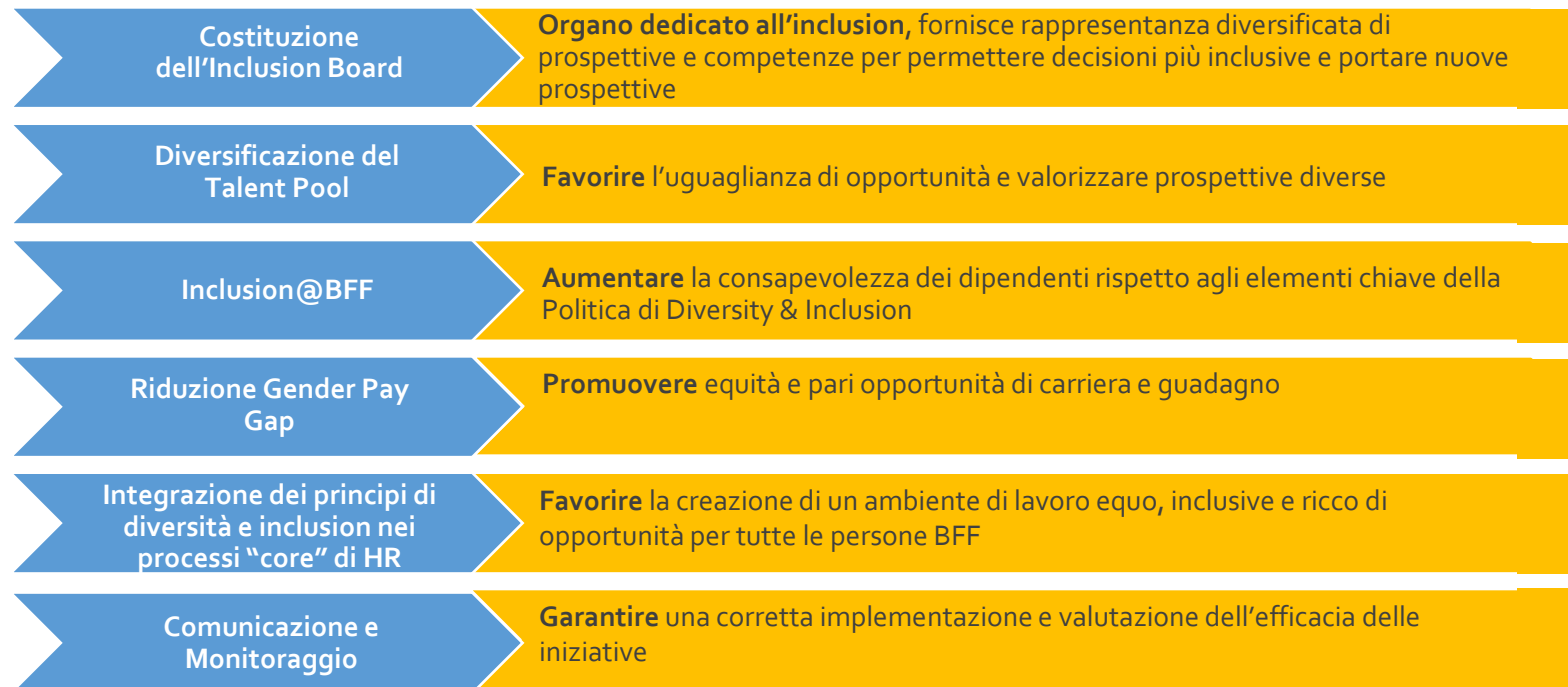 Costituzione
dell'Inclusion Board
Organo dedicato all'inclusion, fornisce rappresentanza diversificata di
prospettive e competenze per permettere decisioni più inclusive e portare nuove
prospettive
Diversificazione del
Talent Pool
Favorire l'uguaglianza di opportunità e valorizzare prospettive diverse
Inclusion@BFF
Aumentare la consapevolezza dei dipendenti rispetto agli elementi chiave della
Politica di Diversity & Inclusion
Riduzione Gender Pay
Gap
Promuovere equità e pari opportunità di carriera e guadagno
Integrazione dei principi di
diversità e inclusion nei
processi “core” di HR
Favorire la creazione di un ambiente di lavoro equo, inclusive e ricco di
opportunità per tutte le persone BFF
Comunicazione e
Monitoraggio
Garantire una corretta implementazione e valutazione dell'efficacia delle
iniziative